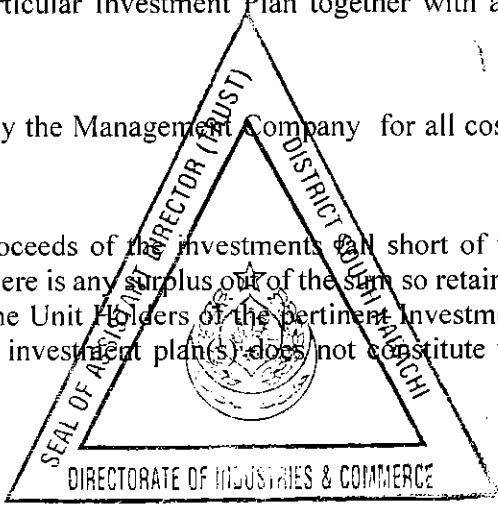 rticular Investment Plan together with a
y the Management Company for all cos
oceeds of the investments fall short of
ere is any surplus out of the sum so retain
ne Unit Holders of the pertinent Investm
investment plan(s) does not constitute
SEAL OF ASSISTANT DIRECTOR (TRUST)
DISTRICT SOUTH KARACHI
DIRECTORATE OF INDUSTRIES & COMMERCE